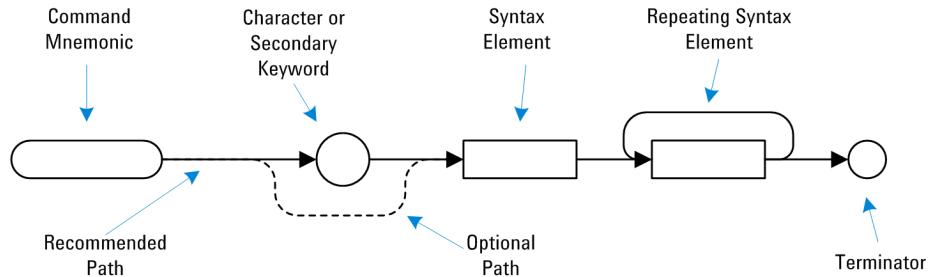 Command
Mnemonic
Character or
Secondary
Keyword
Syntax
Element
Repeating Syntax
Element
Recommended
Path
Optional
Path
Terminator